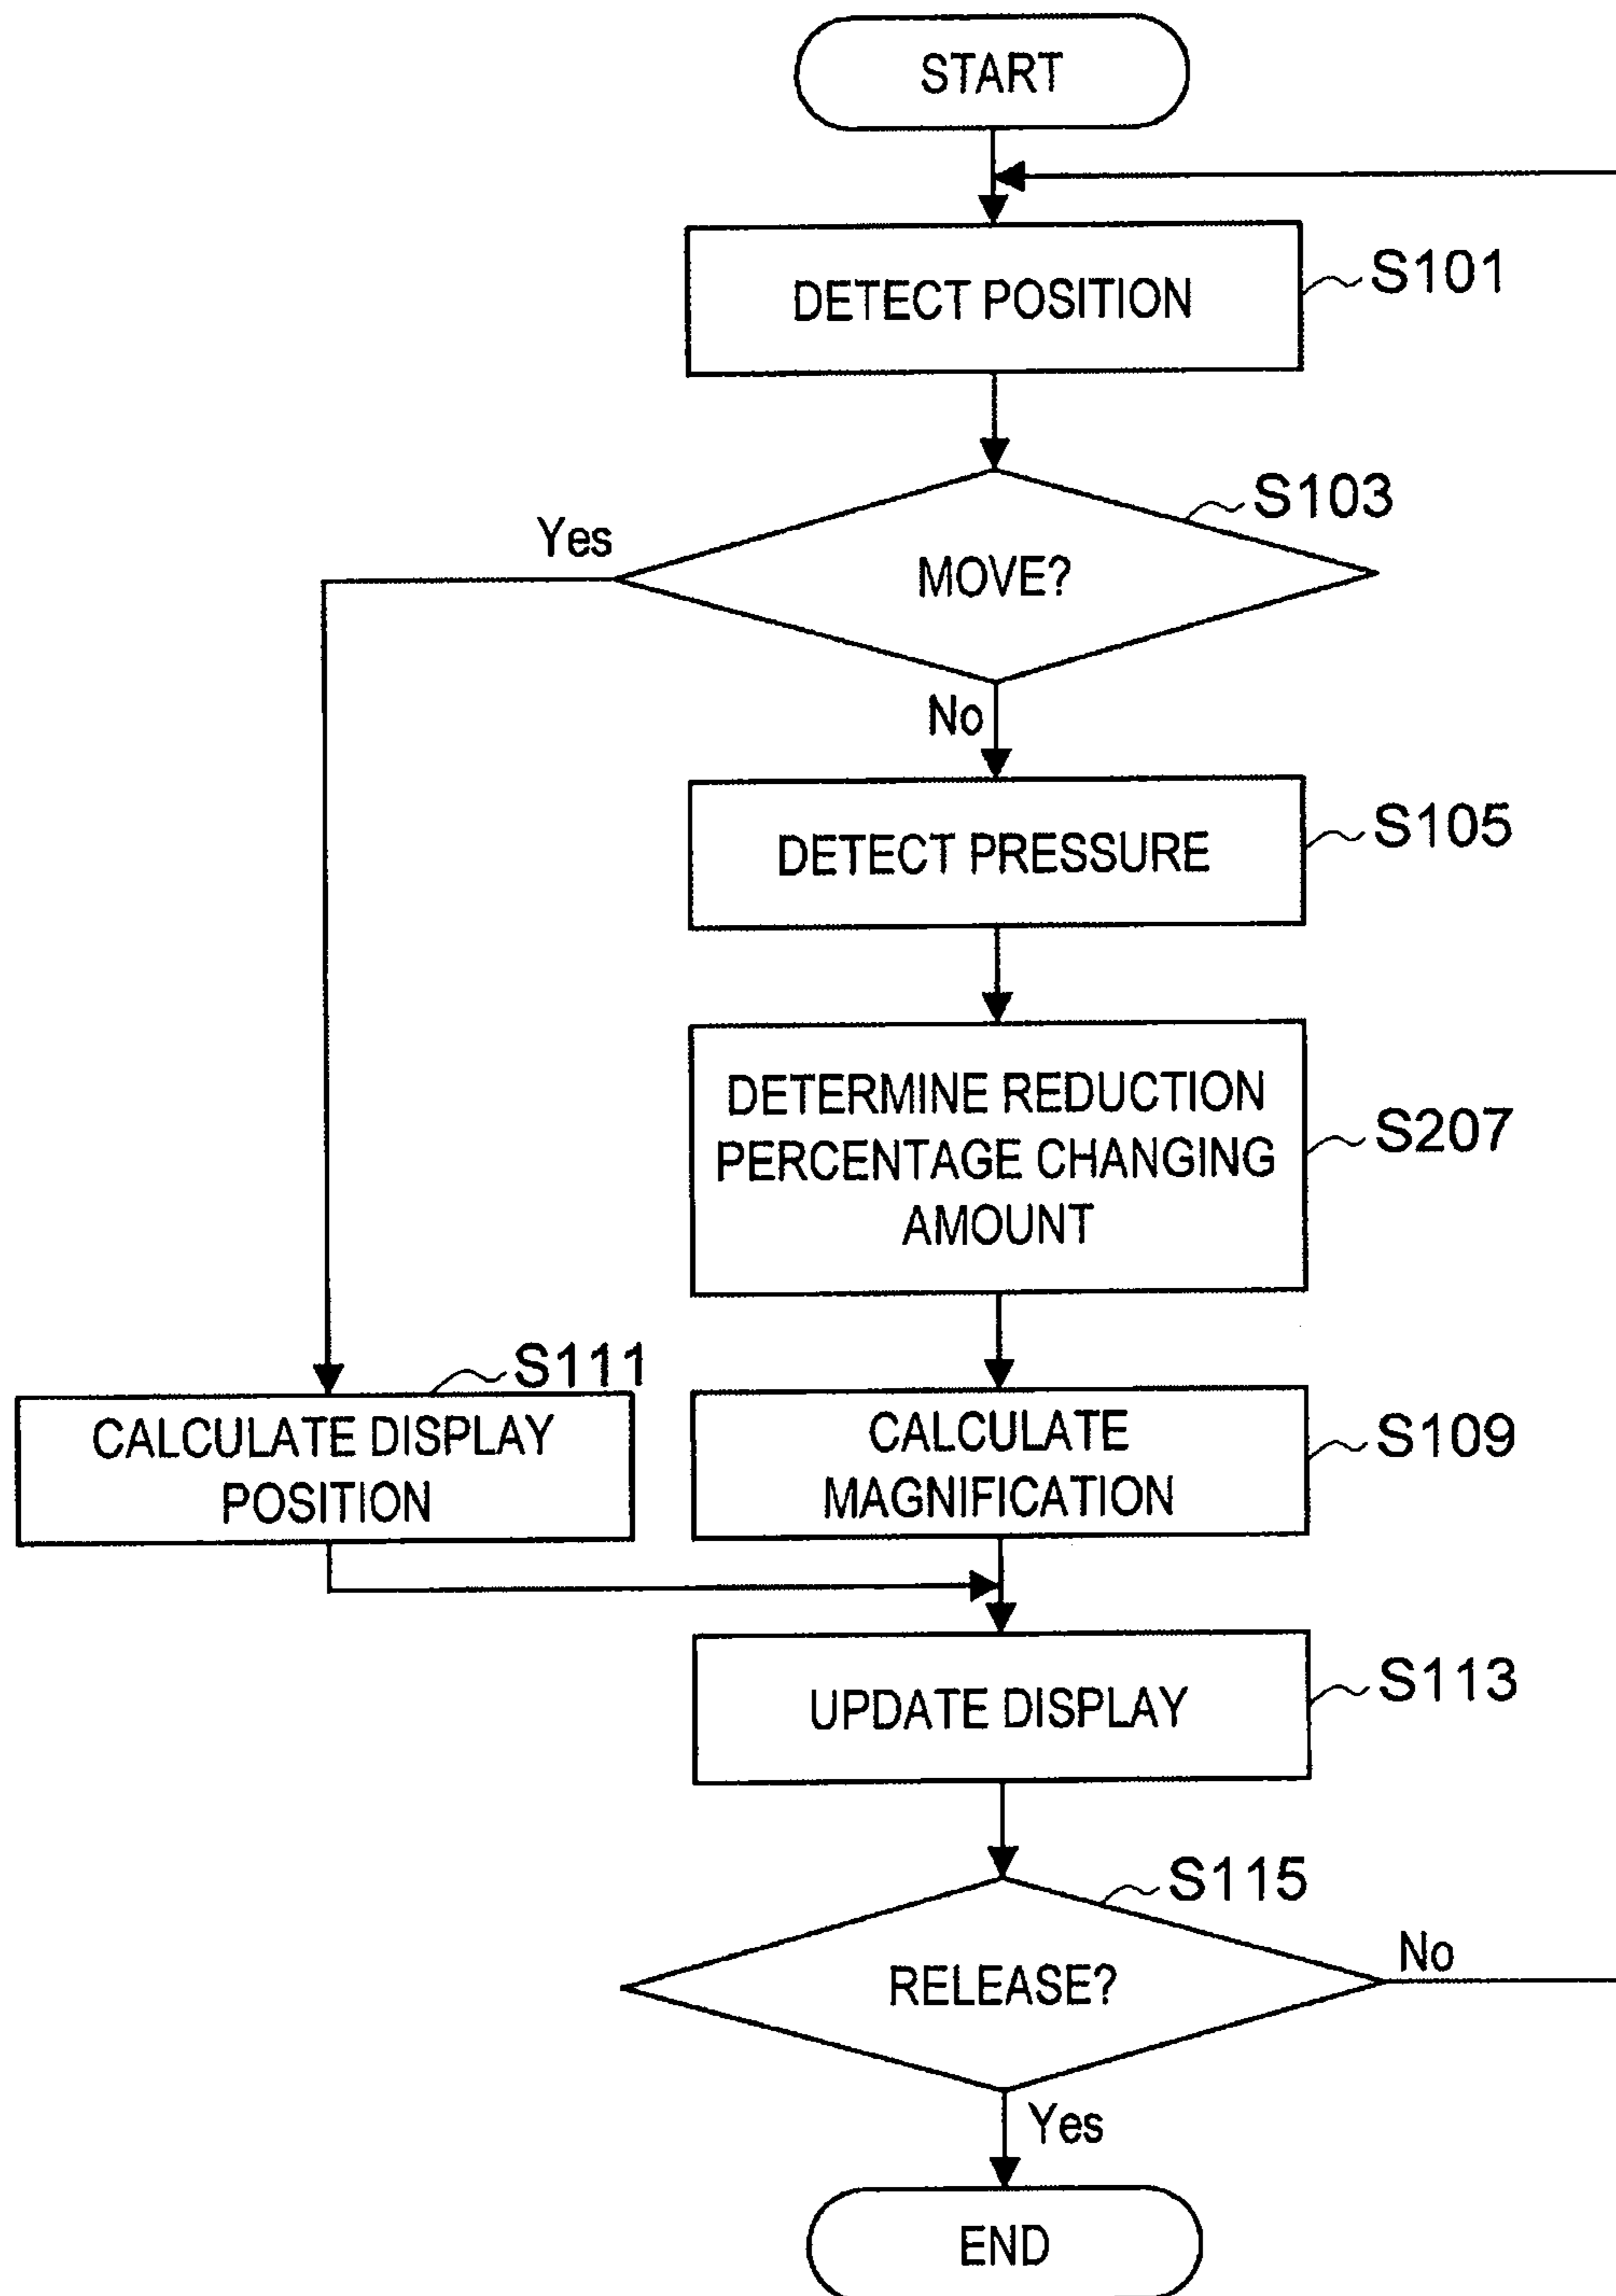 START
DETECT POSITION
S101
S103
Yes
MOVE?
No
DETECT PRESSURE
S105
DETERMINE REDUCTION
PERCENTAGE CHANGING
AMOUNT
S207
S111
CALCULATE DISPLAY
POSITION
CALCULATE
MAGNIFICATION
S109
UPDATE DISPLAY
S113
S115
RELEASE?
No
Yes
END